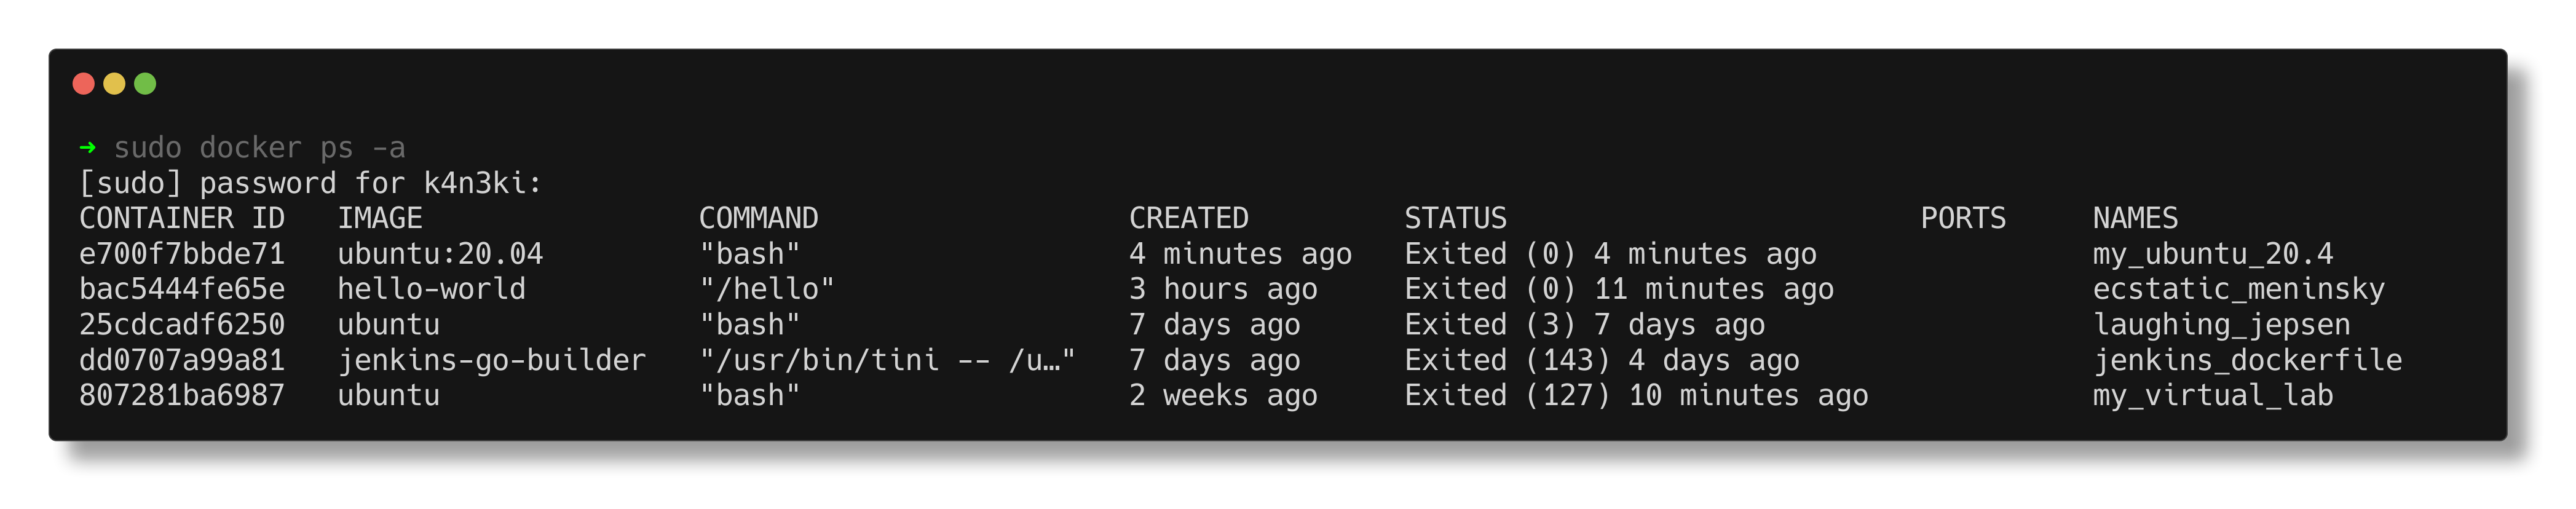 ➜ sudo docker ps -a
[sudo] password for k4n3ki:
CONTAINER ID   IMAGE                COMMAND                  CREATED         STATUS                        PORTS     NAMES
e700f7bbde71   ubuntu:20.04         "bash"                   4 minutes ago   Exited (0) 4 minutes ago                my_ubuntu_20.4
bac5444fe65e   hello-world          "/hello"                 3 hours ago     Exited (0) 11 minutes ago               ecstatic_meninsky
25cdcadf6250   ubuntu               "bash"                   7 days ago      Exited (3) 7 days ago                   laughing_jepsen
dd0707a99a81   jenkins-go-builder   "/usr/bin/tini -- /u…"   7 days ago      Exited (143) 4 days ago                 jenkins_dockerfile
807281ba6987   ubuntu               "bash"                   2 weeks ago     Exited (127) 10 minutes ago             my_virtual_lab